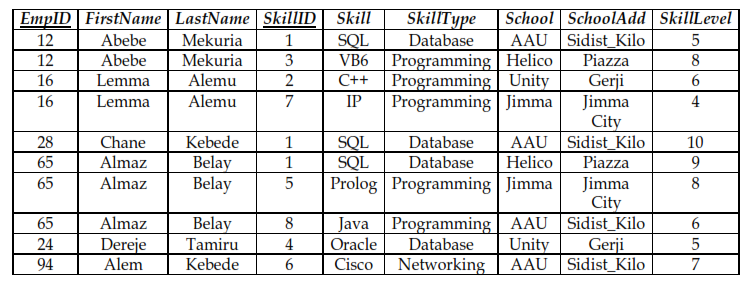 EmpID FirstName LastName SkillID Skill SkillType School SchoolAdd SkillLevel
12 Abebe Mekuria 1 SQL Database AAU Sidist_Kilo 5
12 Abebe Mekuria 3 VB6 Programming Helico Piazza 8
16 Lemma Alemu 2 C++ Programming Unity Gerji 6
16 Lemma Alemu 7 IP Programming Jimma Jimma 4
City
28 Chane Kebede 1 SQL Database AAU Sidist_Kilo 10
65 Almaz Belay 1 SQL Database Helico Piazza 9
65 Almaz Belay 5 Prolog Programming Jimma Jimma 8
City
65 Almaz Belay 8 Java Programming AAU Sidist_Kilo 6
24 Dereje Tamiru 4 Oracle Database Unity Gerji 5
94 Alem Kebede 6 Cisco Networking AAU Sidist_Kilo 7